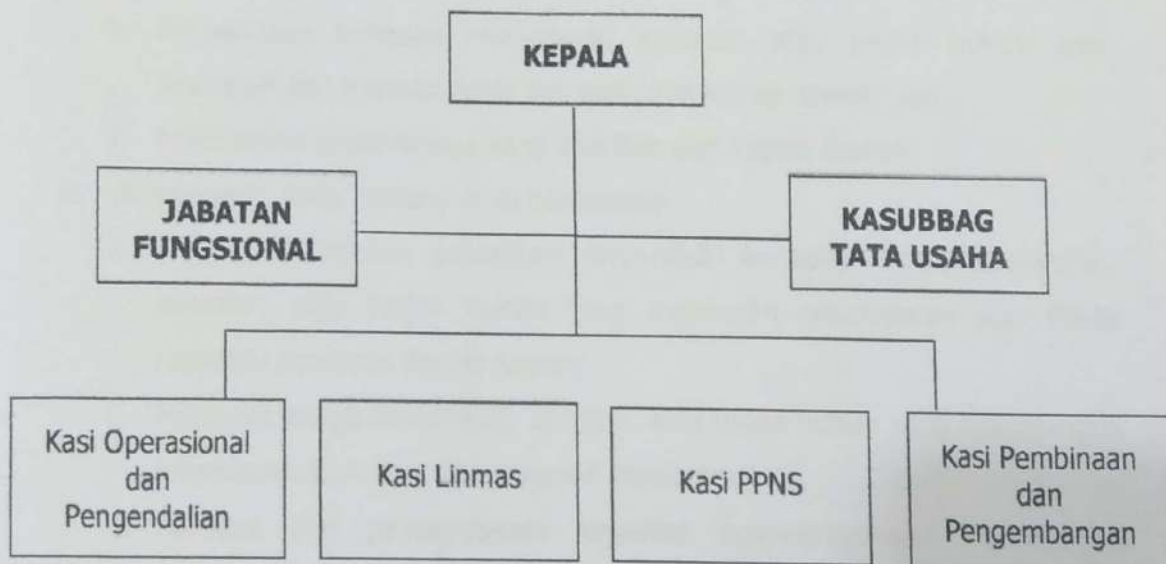 KEPALA
JABATAN
FUNGSIONAL
KASUBBAG
TATA USAHA
Kasi Operasional
dan
Pengendalian
Kasi Linmas
Kasi PPNS
Kasi Pembinaan
dan
Pengembangan